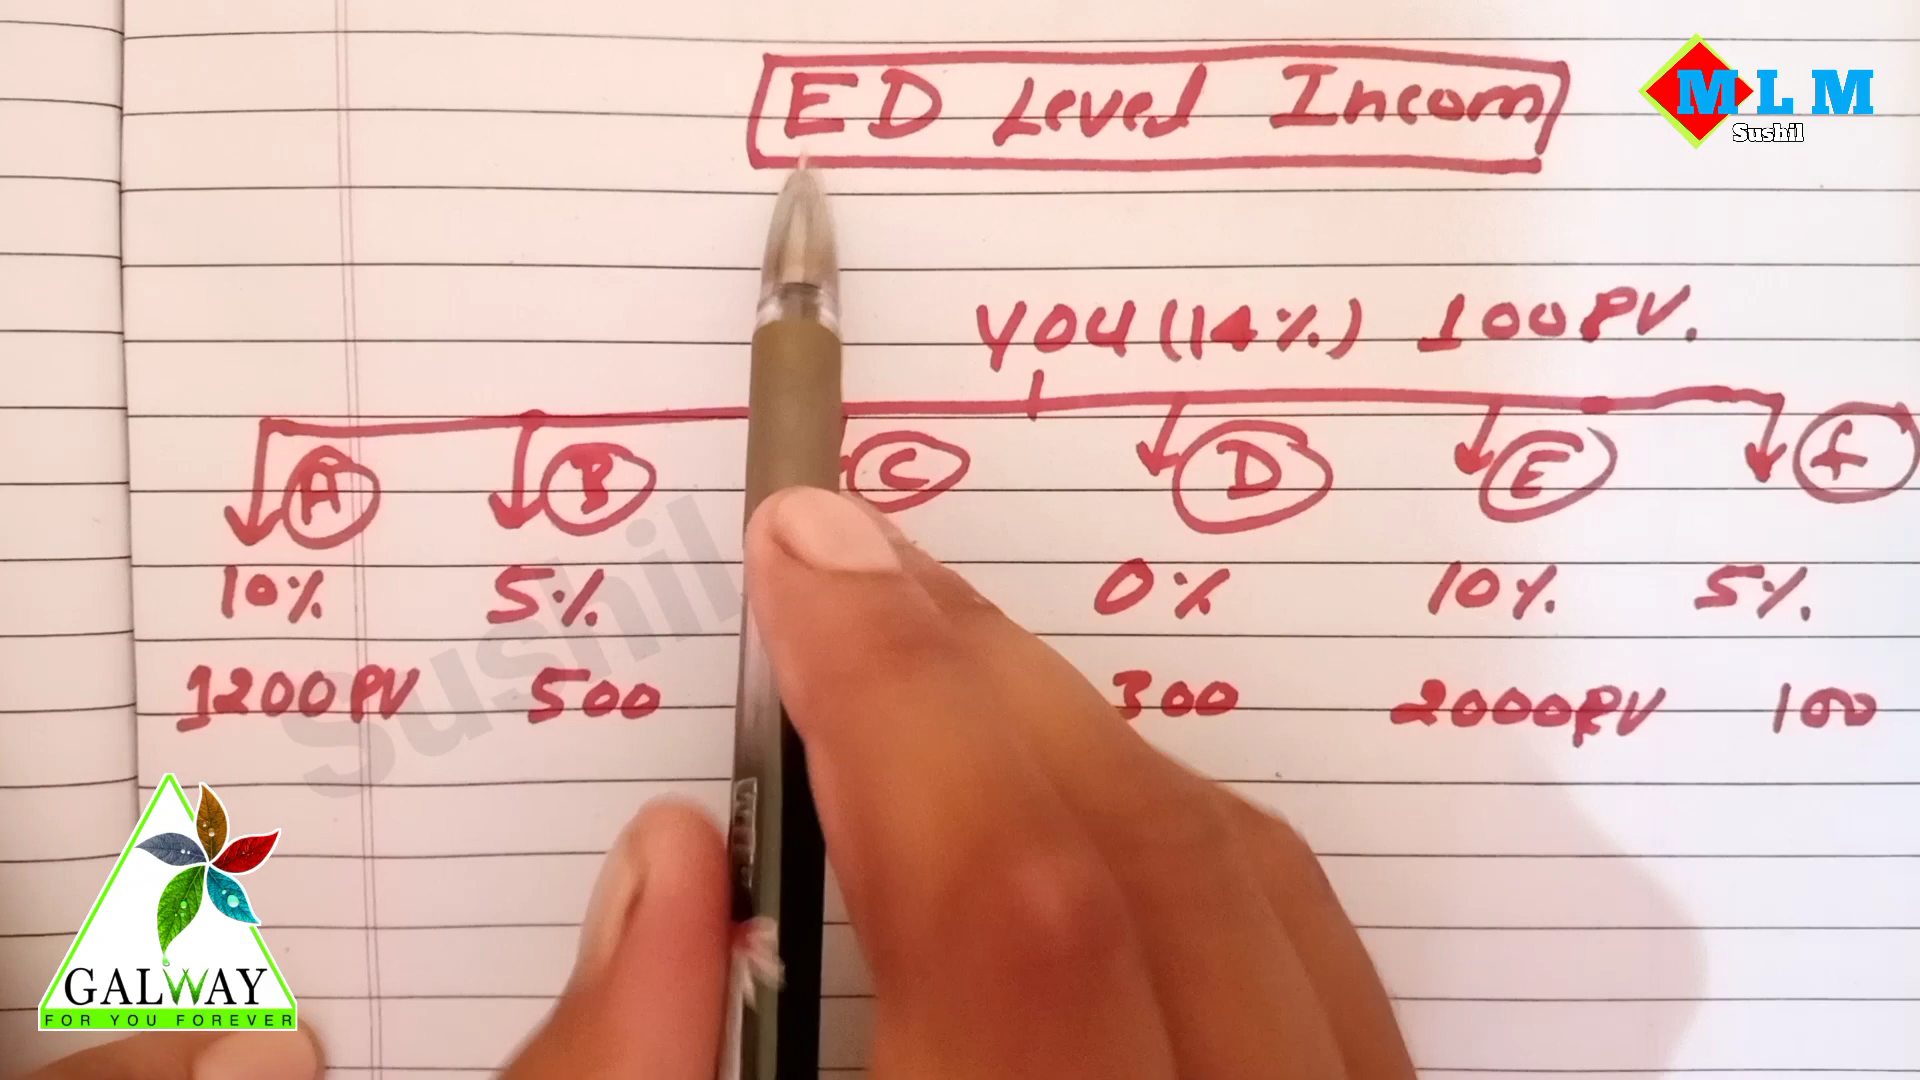 ED Level Incom
MLM
Sushil
YOU (14%) 100PV.
A B C D E f
10% 5% 0% 10% 5%
1200PV 500 300 2000PV 100
Sushil
GALWAY
FOR YOU FOREVER